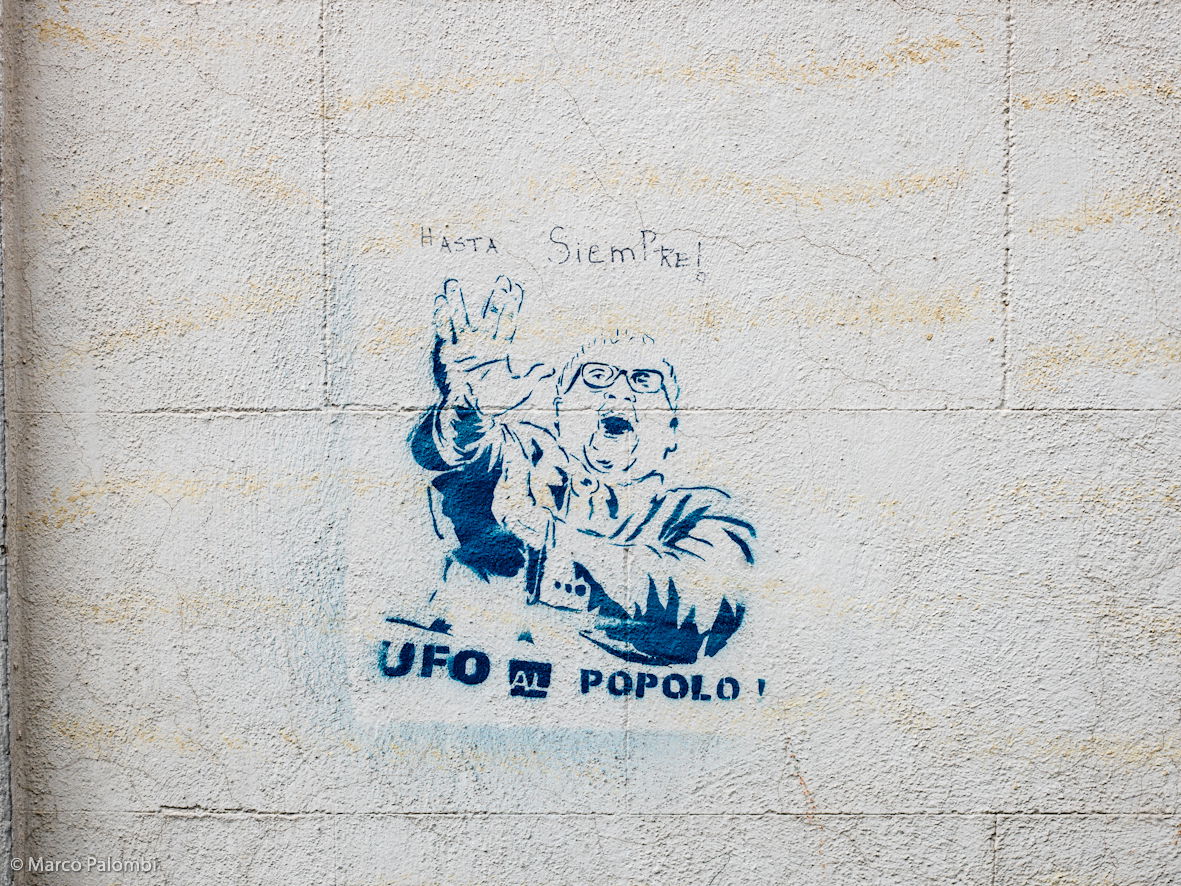 HASTA SiemPRE!
UFO AL POPOLO!
© Marco Palombi